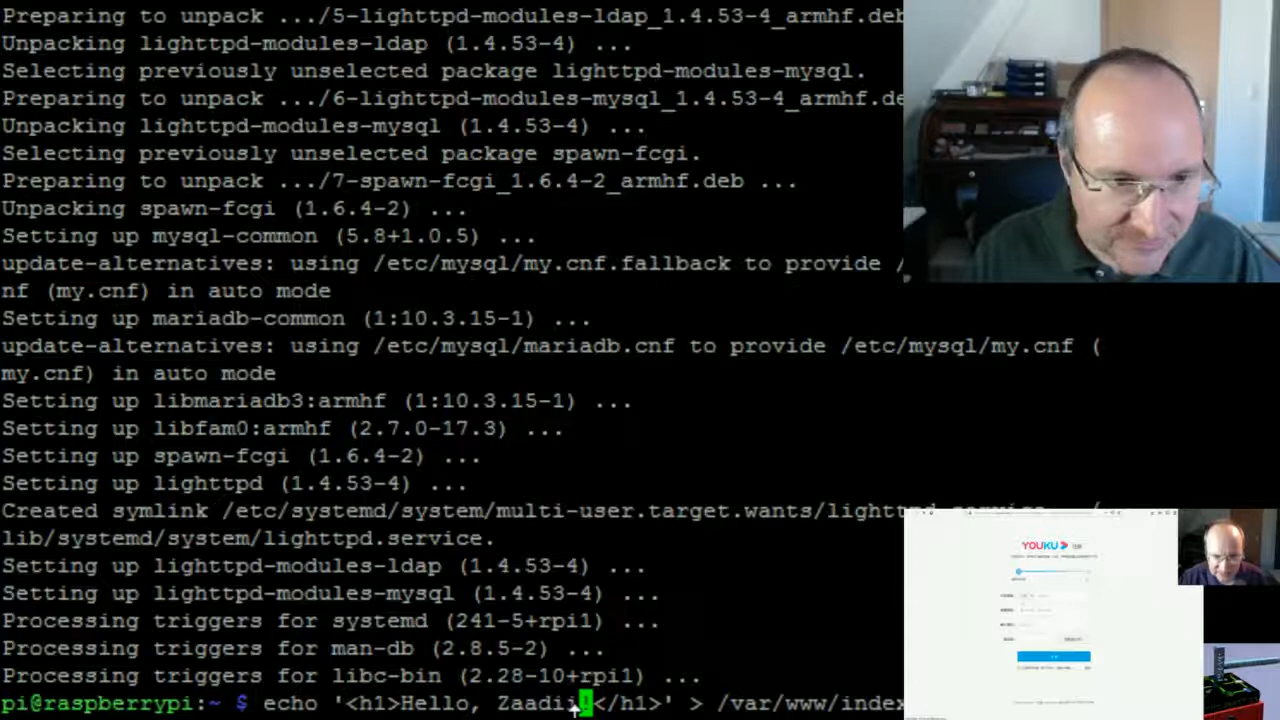 Preparing to unpack .../5-lighttpd-modules-ldap_1.4.53-4_armhf.deb
Unpacking lighttpd-modules-ldap (1.4.53-4) ...
Selecting previously unselected package lighttpd-modules-mysql.
Preparing to unpack .../6-lighttpd-modules-mysql_1.4.53-4_armhf.de
Unpacking lighttpd-modules-mysql (1.4.53-4) ...
Selecting previously unselected package spawn-fcgi.
Preparing to unpack .../7-spawn-fcgi_1.6.4-2_armhf.deb ...
Unpacking spawn-fcgi (1.6.4-2) ...
Setting up mysql-common (5.8+1.0.5) ...
update-alternatives: using /etc/mysql/my.cnf.fallback to provide /
nf (my.cnf) in auto mode
Setting up mariadb-common (1:10.3.15-1) ...
update-alternatives: using /etc/mysql/mariadb.cnf to provide /etc/mysql/my.cnf (
my.cnf) in auto mode
Setting up libmariadb3:armhf (1:10.3.15-1) ...
Setting up libfam0:armhf (2.7.0-17.3) ...
Setting up spawn-fcgi (1.6.4-2) ...
Setting up lighttpd (1.4.53-4) ...
Created symlink /etc/systemd/system/multi-user.target.wants/lighttpd.service /
lib/systemd/system/lighttpd.service.
Setting up lighttpd-modules-ldap (1.4.53-4)
Setting up lighttpd-modules-mysql (1.4.53-4) ...
Processing triggers for systemd (241-5+rpi1) ...
Processing triggers for man-db (2.8.5-2) ...
Processing triggers for libc-bin (2.28-10+rpi1) ...
pi@raspberrypi:~ $ echo '<h1>Hello, Zaadii!</h1>' > /var/www/index
YOUKU